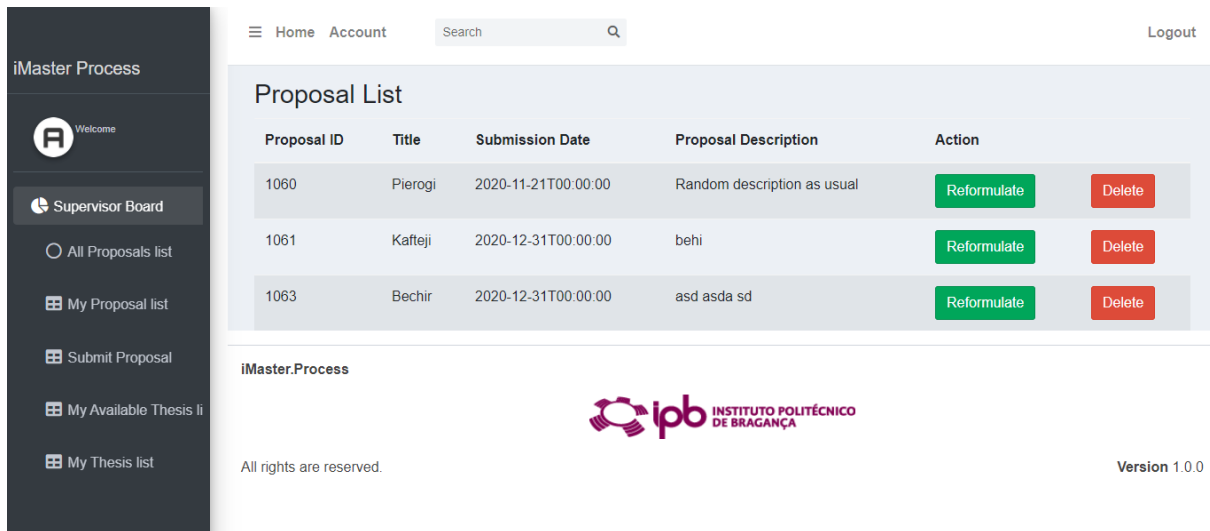 iMaster Process
Welcome
Supervisor Board
All Proposals list
My Proposal list
Submit Proposal
My Available Thesis li
My Thesis list
Home Account Search Logout
Proposal List
Proposal ID Title Submission Date Proposal Description Action
1060 Pierogi 2020-11-21T00:00:00 Random description as usual Reformulate Delete
1061 Kafteji 2020-12-31T00:00:00 behi Reformulate Delete
1063 Bechir 2020-12-31T00:00:00 asd asda sd Reformulate Delete
iMaster.Process
ipb INSTITUTO POLITÉCNICO
DE BRAGANÇA
All rights are reserved. Version 1.0.0